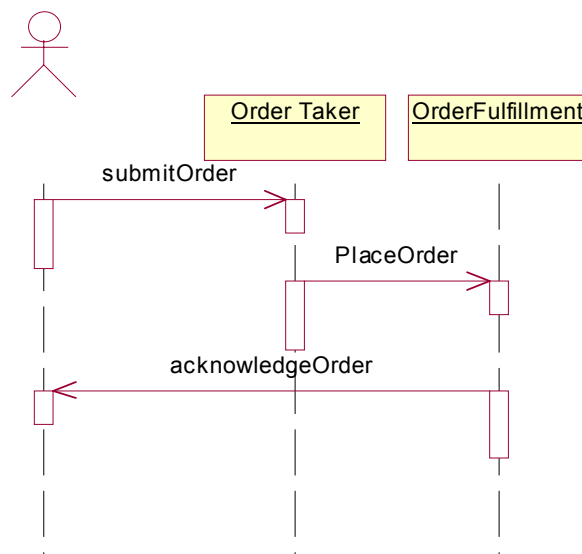 Order Taker
OrderFulfillment
submitOrder
PlaceOrder
acknowledgeOrder